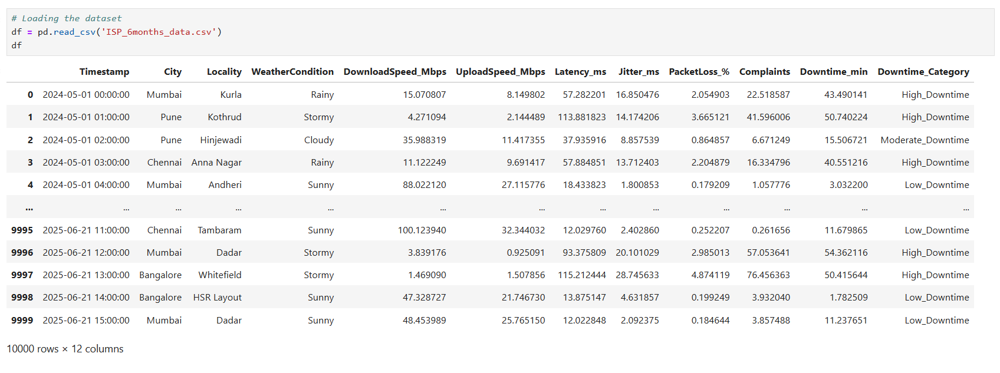 # Loading the dataset
df = pd.read_csv('ISP_6months_data.csv')
df
Timestamp City Locality WeatherCondition DownloadSpeed_Mbps UploadSpeed_Mbps Latency_ms Jitter_ms PacketLoss_% Complaints Downtime_min Downtime_Category
0 2024-05-01 00:00:00 Mumbai Kurla Rainy 15.070807 8.149802 57.282201 16.850476 2.054903 22.518587 43.490141 High_Downtime
1 2024-05-01 01:00:00 Pune Kothrud Stormy 4.271094 2.144489 113.881823 14.174206 3.665121 41.596006 50.740224 High_Downtime
2 2024-05-01 02:00:00 Pune Hinjewadi Cloudy 35.988319 11.417355 37.935916 8.857539 0.864857 6.671249 15.506721 Moderate_Downtime
3 2024-05-01 03:00:00 Chennai Anna Nagar Rainy 11.122249 9.691417 57.884851 13.712403 2.204879 16.334796 40.551216 High_Downtime
4 2024-05-01 04:00:00 Mumbai Andheri Sunny 88.022120 27.115776 18.433823 1.800853 0.179209 1.057776 3.032200 Low_Downtime
... ... ... ... ... ... ... ... ... ... ... ... ...
9995 2025-06-21 11:00:00 Chennai Tambaram Sunny 100.123940 32.344032 12.029760 2.402860 0.252207 0.261656 11.679865 Low_Downtime
9996 2025-06-21 12:00:00 Mumbai Dadar Stormy 3.839176 0.925091 93.375809 20.101029 2.985013 57.053641 54.362116 High_Downtime
9997 2025-06-21 13:00:00 Bangalore Whitefield Stormy 1.469090 1.507856 115.212444 28.745633 4.874119 76.456363 50.415644 High_Downtime
9998 2025-06-21 14:00:00 Bangalore HSR Layout Sunny 47.328727 21.746730 13.875147 4.631857 0.199249 3.932040 1.782509 Low_Downtime
9999 2025-06-21 15:00:00 Mumbai Dadar Sunny 48.453989 25.765150 12.022848 2.092375 0.184644 3.857488 11.237651 Low_Downtime
10000 rows × 12 columns